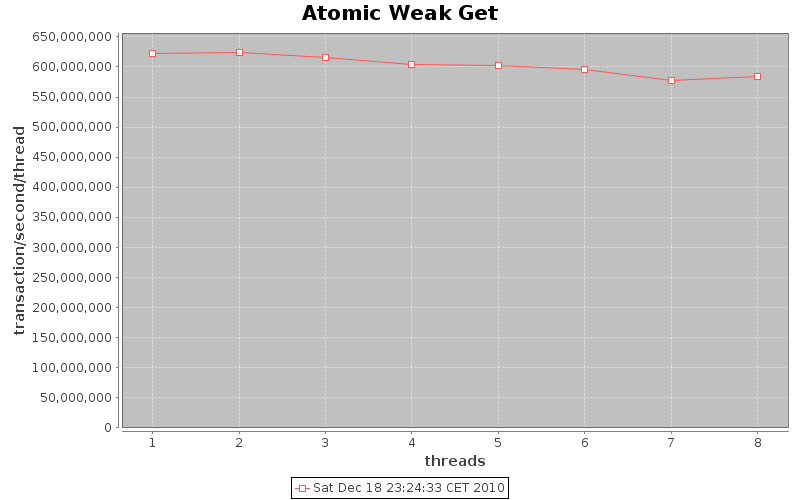 Atomic Weak Get
transaction/second/thread
650,000,000
600,000,000
550,000,000
500,000,000
450,000,000
400,000,000
350,000,000
300,000,000
250,000,000
200,000,000
150,000,000
100,000,000
50,000,000
0
1 2 3 4 5 6 7 8
threads
Sat Dec 18 23:24:33 CET 2010